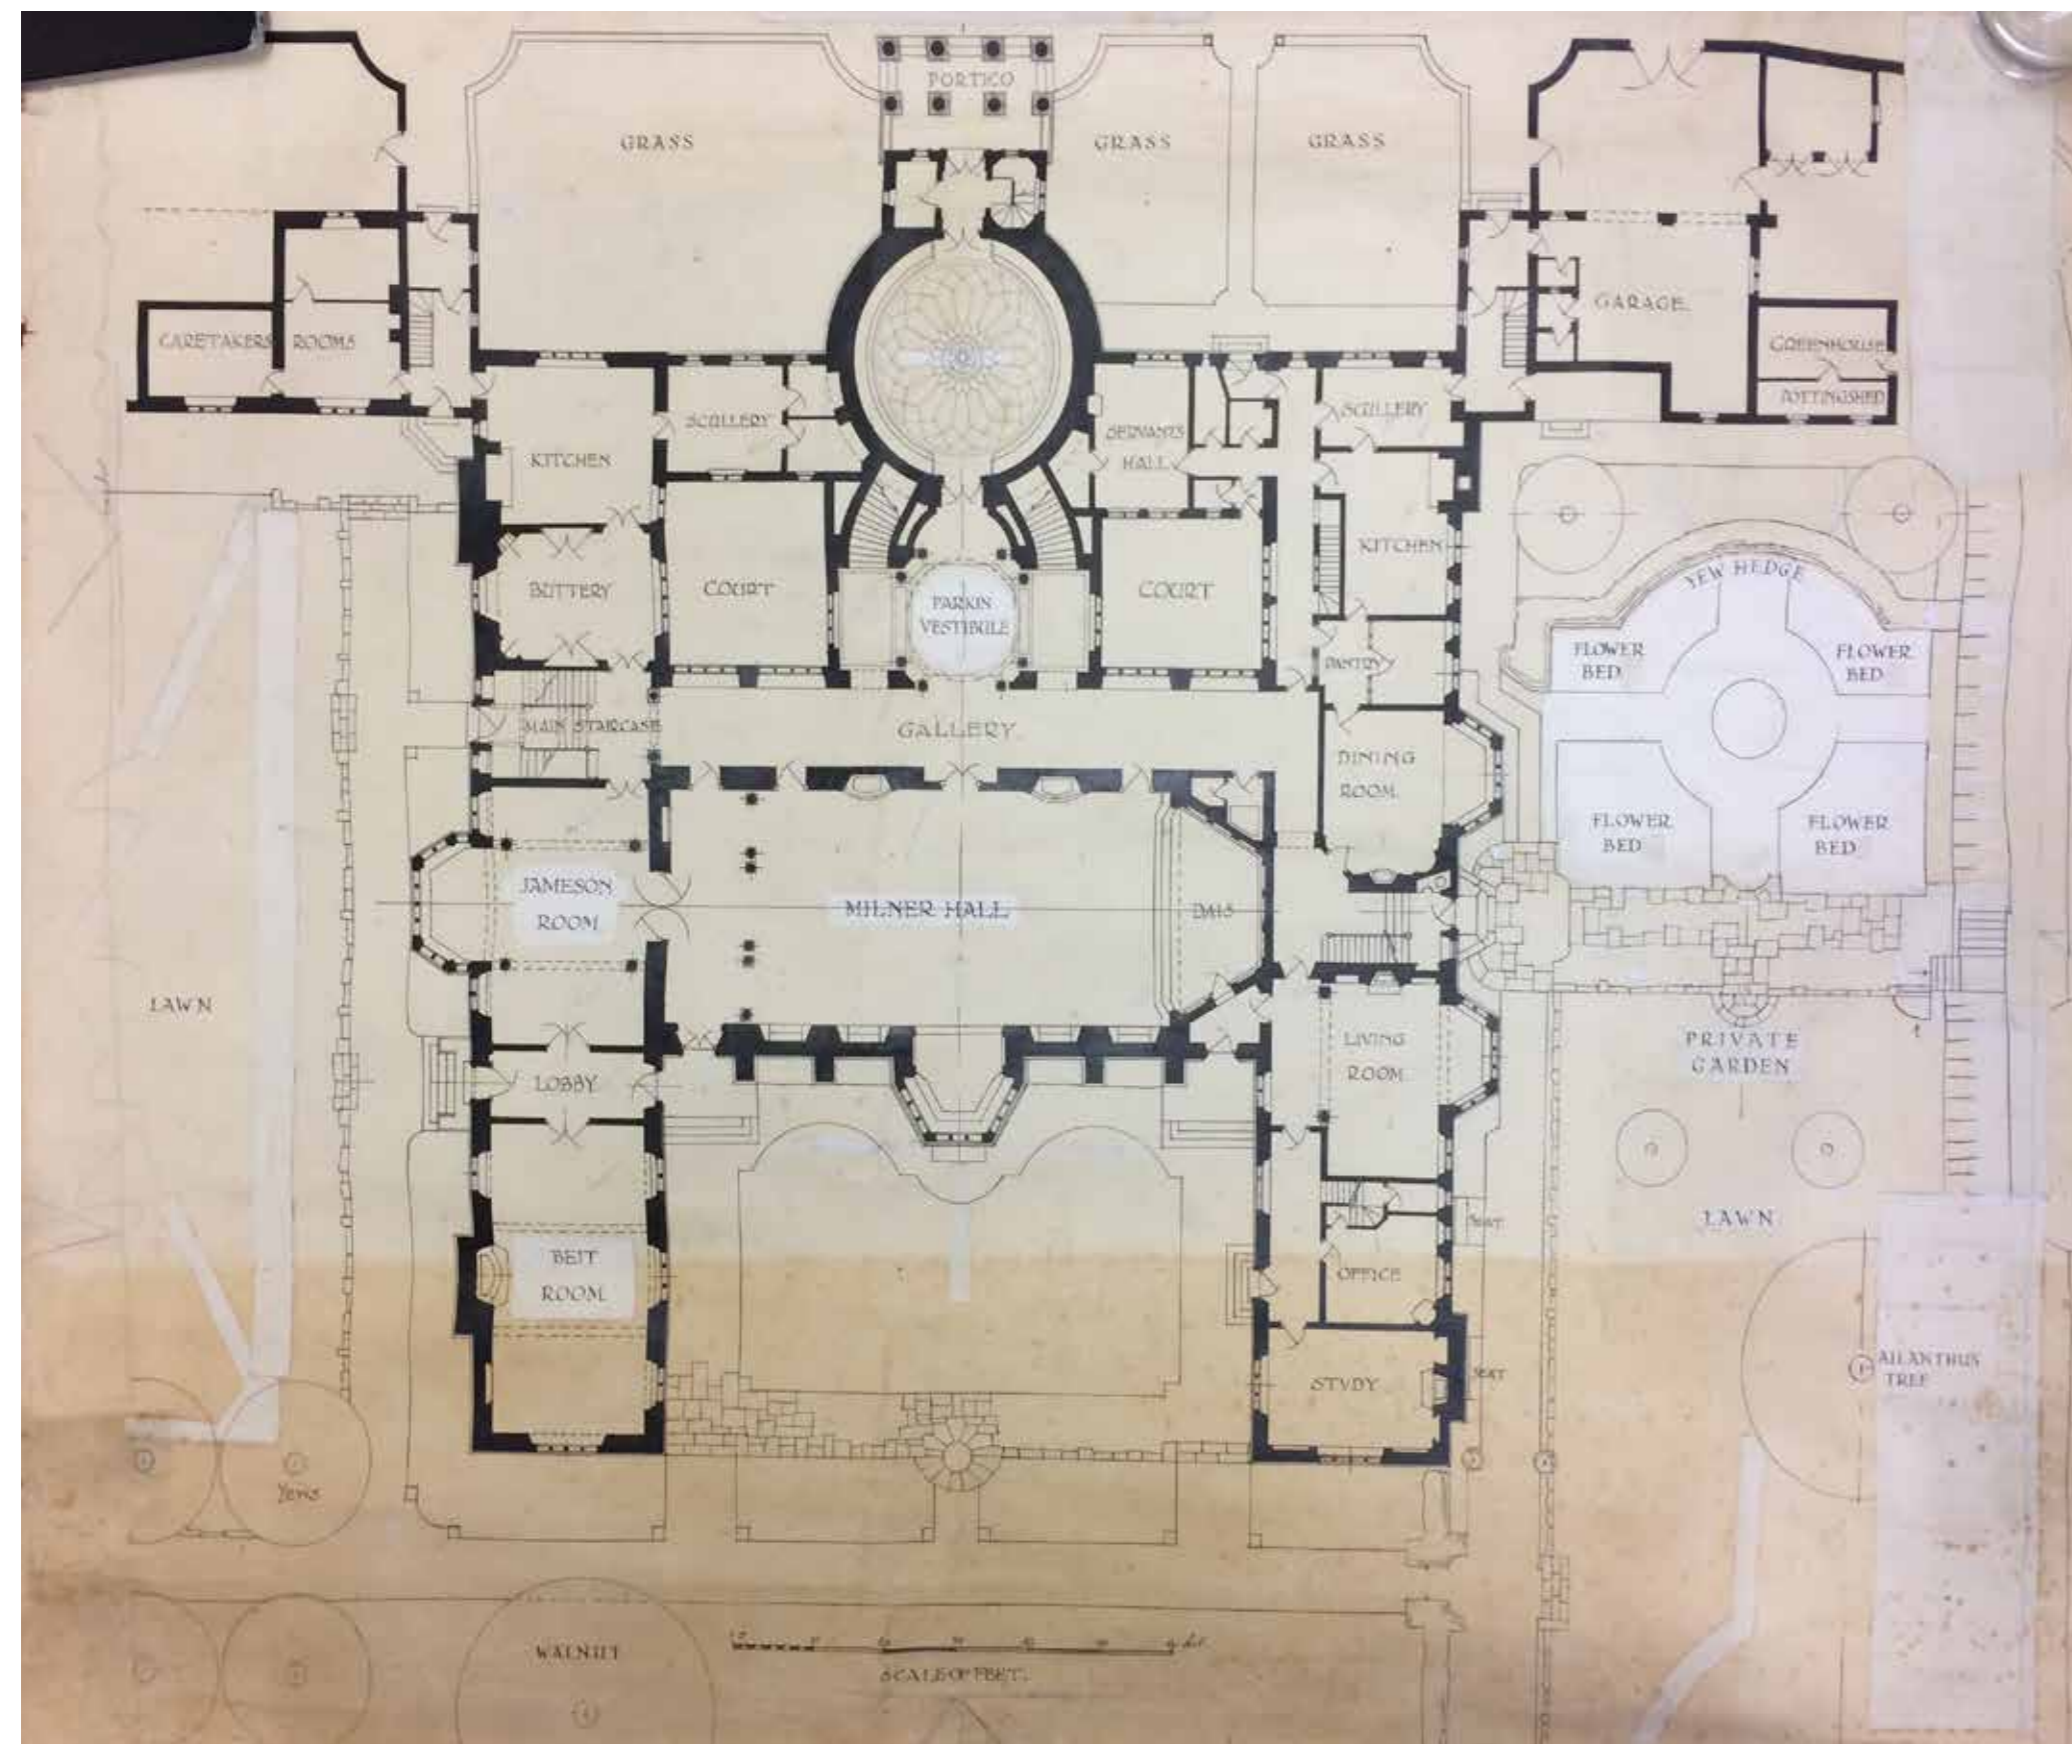 PORTICO
GRASS
GRASS
GRASS
GARAGE.
CARETAKERS ROOMS
GREENHOUSE
POTTINGSHED
SCULLERY
SCULLERY
SERVANTS
HALL
KITCHEN
KITCHEN
YEW HEDGE
BUTTERY
COURT
COURT
PARKIN
VESTIBULE
FLOWER
BED
FLOWER
BED
PANTRY
MAIN STAIRCASE
GALLERY
DINING
ROOM
FLOWER
BED
FLOWER
BED
JAMESON
ROOM
MILNER HALL
DAIS
LAWN
LIVING
ROOM
PRIVATE
GARDEN
LOBBY
LAWN
SEAT
BEIT
ROOM
OFFICE
STVDY
SEAT
AILANTHUS
TREE
Yews
WALNUT
SCALE OF FEET.